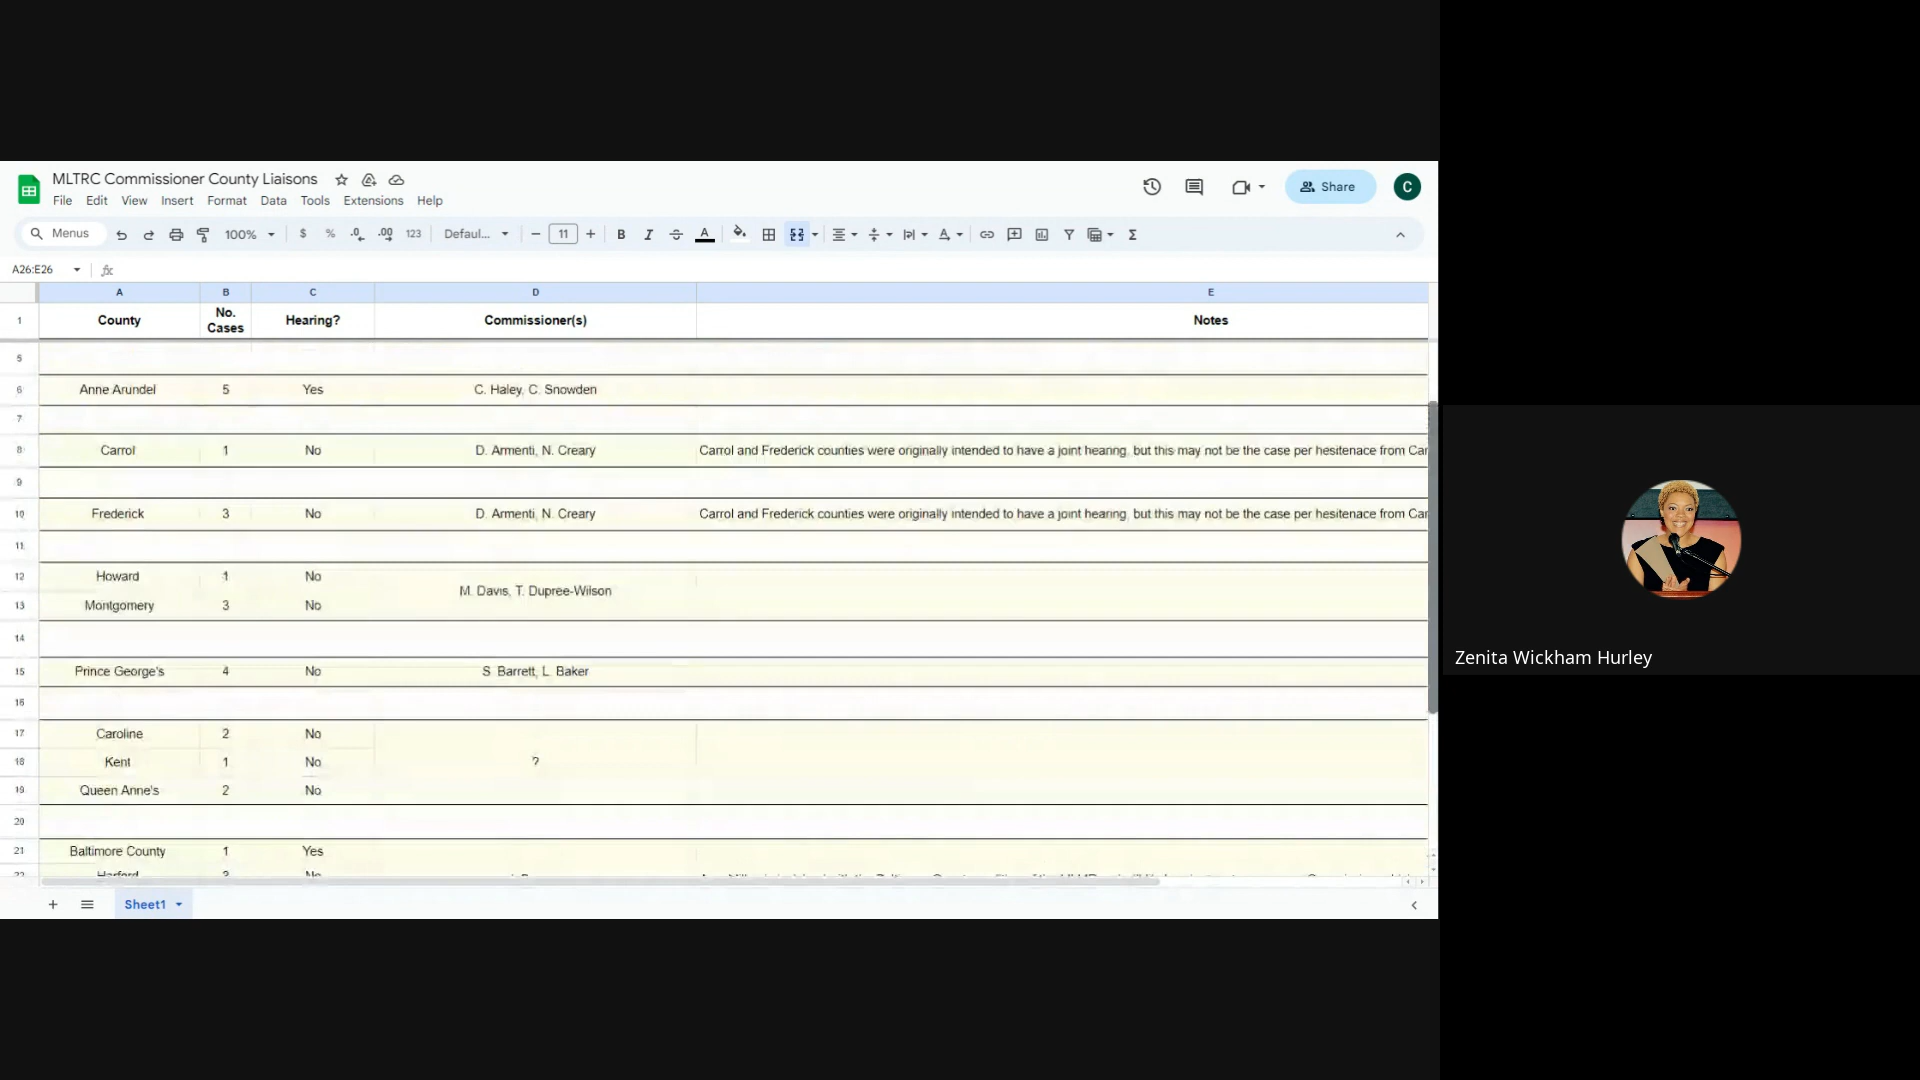 MLTRC Commissioner County Liaisons
Share
C
File Edit View Insert Format Data Tools Extensions Help
Menus 100% $ % .0 .00 123 Defaul... 11 B I A Σ
A26:E26 fx
A B C D E
1 County No. Cases Hearing? Commissioner(s) Notes
5
6 Anne Arundel 5 Yes C. Haley, C. Snowden
7
8 Carrol 1 No D. Armenti, N. Creary Carrol and Frederick counties were originally intended to have a joint hearing, but this may not be the case per hesitenace from Car
9
10 Frederick 3 No D. Armenti, N. Creary Carrol and Frederick counties were originally intended to have a joint hearing, but this may not be the case per hesitenace from Car
11
12 Howard 1 No
M. Davis, T. Dupree-Wilson
13 Montgomery 3 No
14
15 Prince George's 4 No S. Barrett, L. Baker
16
17 Caroline 2 No
18 Kent 1 No ?
19 Queen Anne's 2 No
20
21 Baltimore County 1 Yes
22 Harford No
Sheet1
Zenita Wickham Hurley